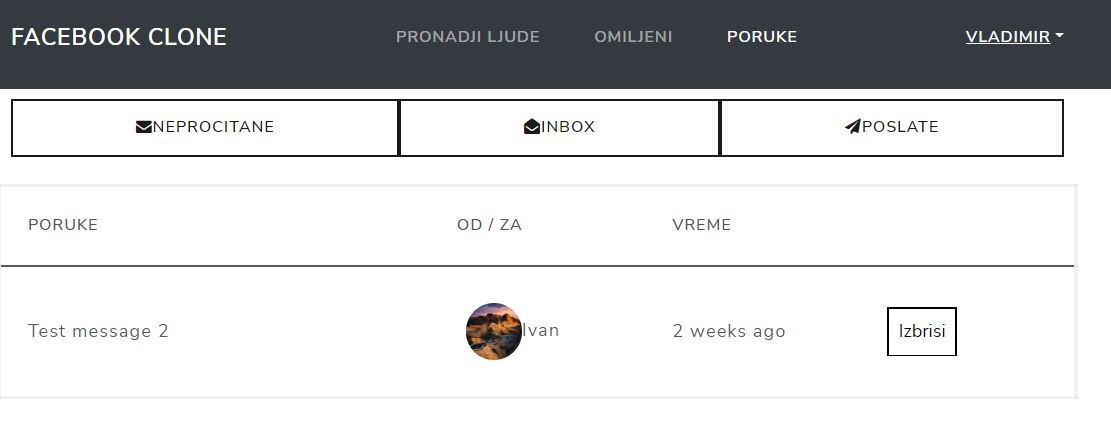 FACEBOOK CLONE PRONADJI LJUDE OMILJENI PORUKE VLADIMIR
NEPROCITANE INBOX POSLATE
PORUKE OD / ZA VREME
Test message 2 Ivan 2 weeks ago Izbrisi